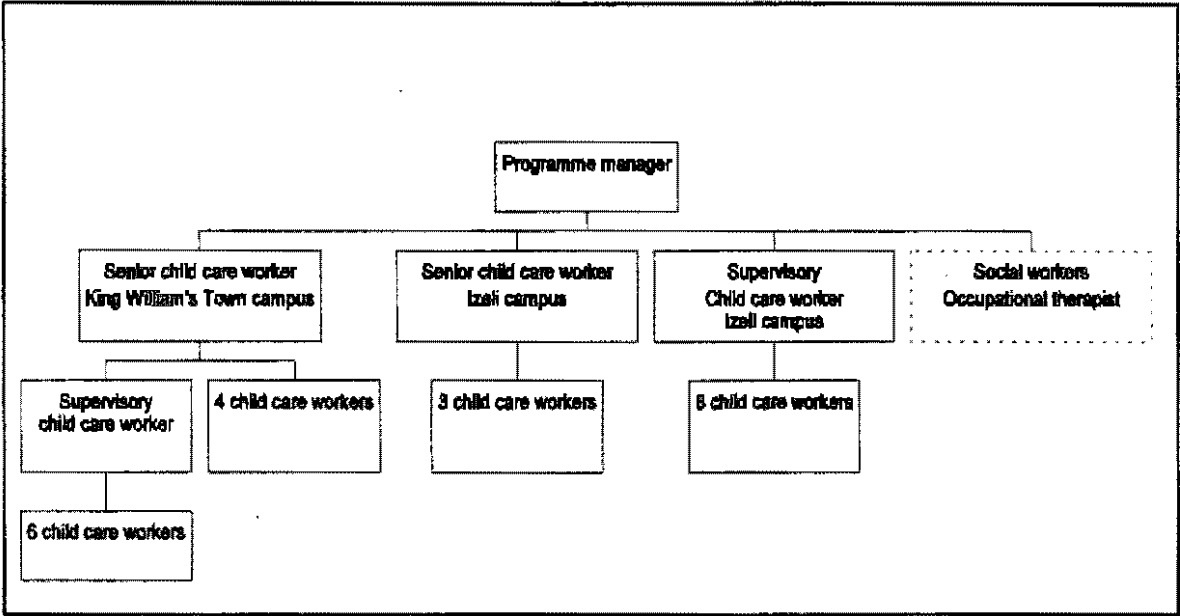 Programme manager
Senior child care worker
King William's Town campus
Senior child care worker
Izeli campus
Supervisory
Child care worker
Izeli campus
Social workers
Occupational therapist
Supervisory
child care worker
4 child care workers
3 child care workers
child care workers
6 child care workers